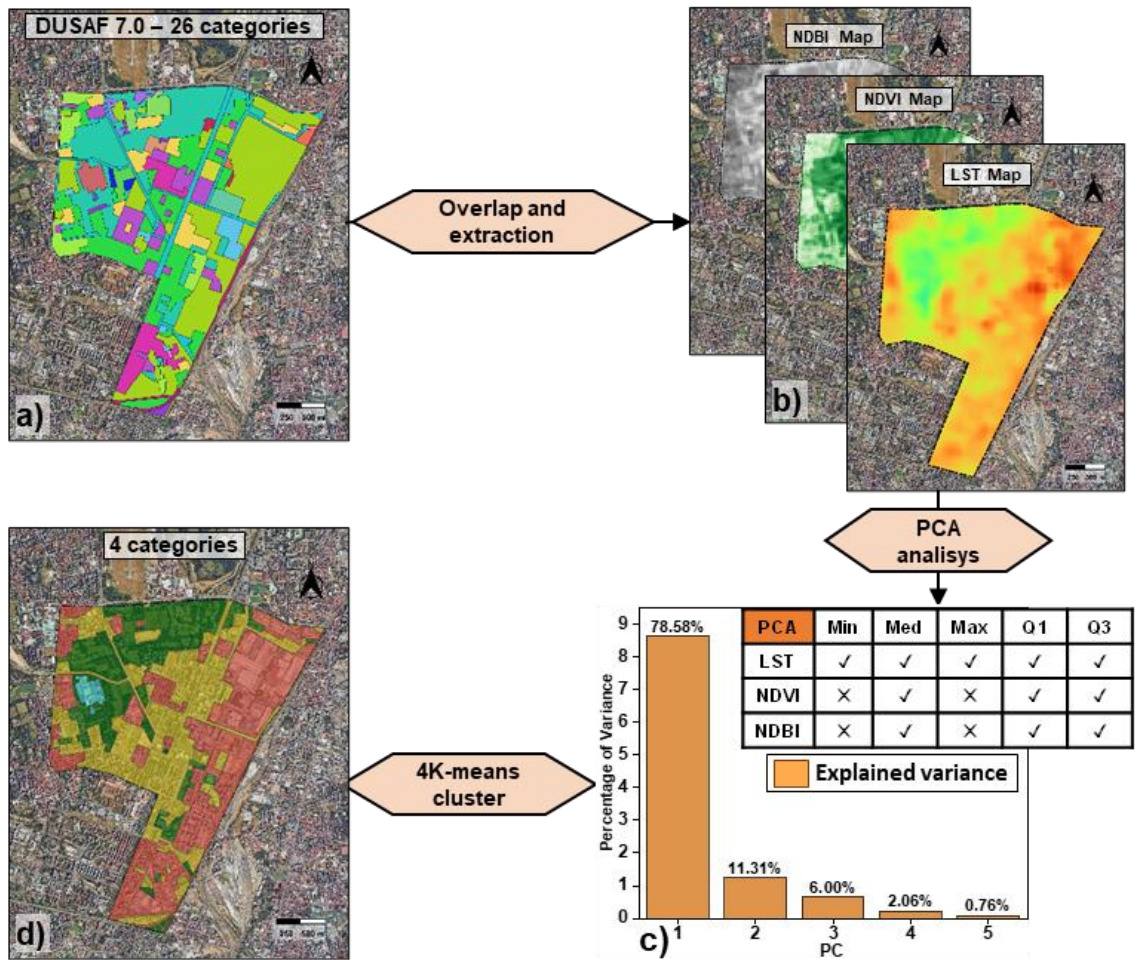 DUSAF 7.0 – 26 categories
250 500 m
a)
Overlap and
extraction
NDBI Map
NDVI Map
LST Map
b)
PCA
analisys
4 categories
d)
4K-means
cluster
Percentage of Variance
9
8
7
6
5
4
3
2
1
0
78.58%
11.31%
6.00%
2.06%
0.76%
PCA Min Med Max Q1 Q3
LST ✓ ✓ ✓ ✓ ✓
NDVI ✕ ✓ ✕ ✓ ✓
NDBI ✕ ✓ ✕ ✓ ✓
Explained variance
1 2 3 4 5
PC
c)